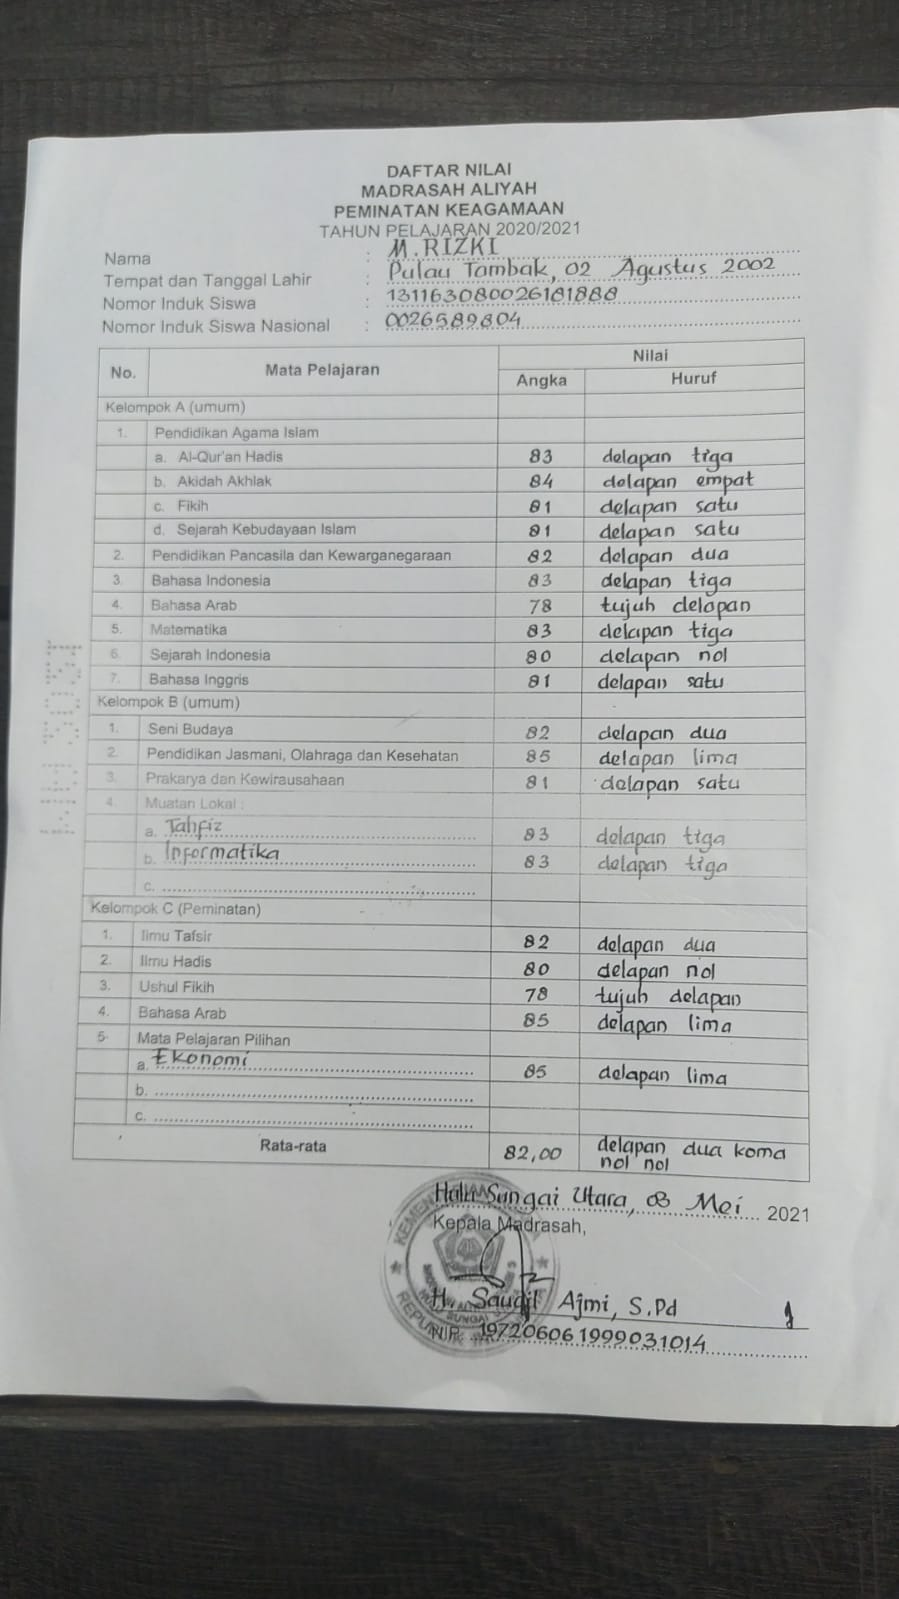 DAFTAR NILAI
MADRASAH ALIYAH
PEMINATAN KEAGAMAAN
TAHUN PELAJARAN 2020/2021
Nama : M. RIZKI
Tempat dan Tanggal Lahir : Pulau Tambak, 02 Agustus 2002
Nomor Induk Siswa : 131163080026181888
Nomor Induk Siswa Nasional : 0026589804
No. Mata Pelajaran Nilai
Angka Huruf
Kelompok A (umum)
1. Pendidikan Agama Islam
a. Al-Qur'an Hadis 83 delapan tiga
b. Akidah Akhlak 84 delapan empat
c. Fikih 81 delapan satu
d. Sejarah Kebudayaan Islam 81 delapan satu
2. Pendidikan Pancasila dan Kewarganegaraan 82 delapan dua
3. Bahasa Indonesia 83 delapan tiga
4. Bahasa Arab 78 tujuh delapan
5. Matematika 83 delapan tiga
6. Sejarah Indonesia 80 delapan nol
7. Bahasa Inggris 81 delapan satu
Kelompok B (umum)
1. Seni Budaya 82 delapan dua
2. Pendidikan Jasmani, Olahraga dan Kesehatan 85 delapan lima
3. Prakarya dan Kewirausahaan 81 delapan satu
4. Muatan Lokal :
a. Tahfiz 83 delapan tiga
b. Informatika 83 delapan tiga
c.
Kelompok C (Peminatan)
1. Ilmu Tafsir 82 delapan dua
2. Ilmu Hadis 80 delapan nol
3. Ushul Fikih 78 tujuh delapan
4. Bahasa Arab 85 delapan lima
5. Mata Pelajaran Pilihan
a. Ekonomi 85 delapan lima
b.
c.
Rata-rata 82,00 delapan dua koma
nol nol
Hulu Sungai Utara, 03 Mei 2021
Kepala Madrasah,
H. Saugil Ajmi, S.Pd
NIP. 197206061999031014